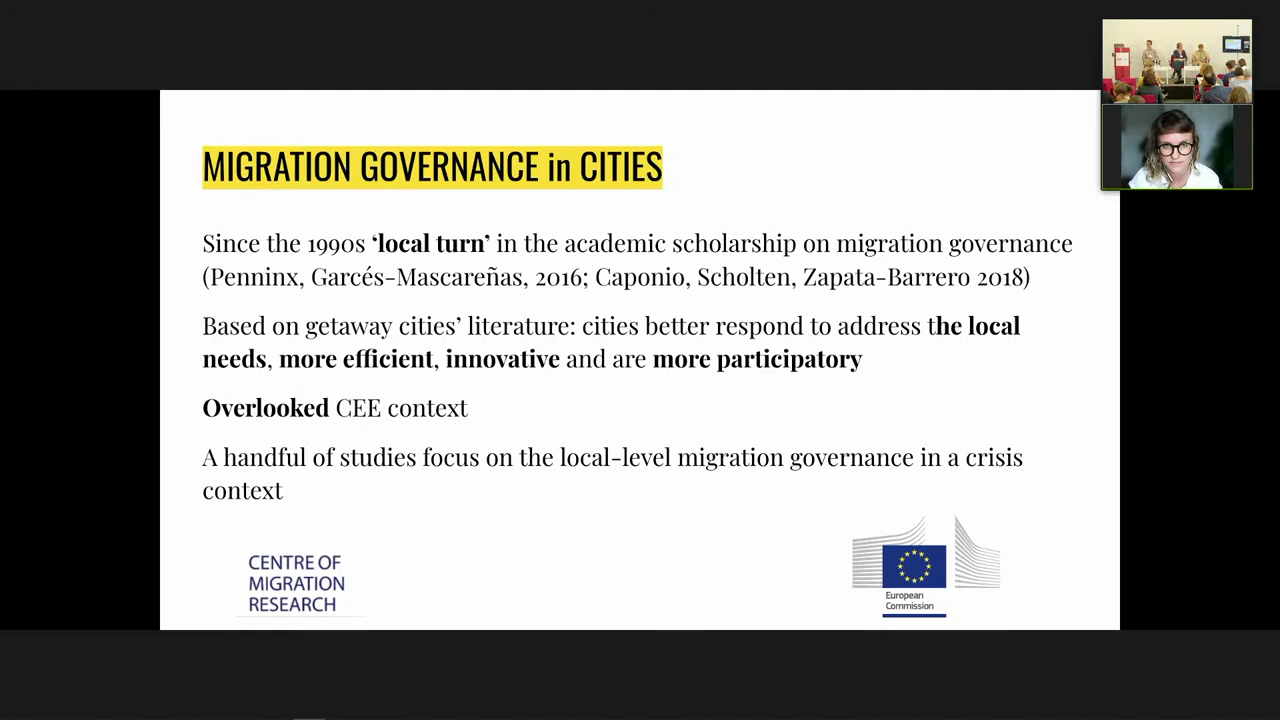 MIGRATION GOVERNANCE in CITIES
Since the 1990s ‘local turn’ in the academic scholarship on migration governance
(Penninx, Garcés-Mascareñas, 2016; Caponio, Scholten, Zapata-Barrero 2018)
Based on getaway cities’ literature: cities better respond to address the local
needs, more efficient, innovative and are more participatory
Overlooked CEE context
A handful of studies focus on the local-level migration governance in a crisis
context
CENTRE OF
MIGRATION
RESEARCH
European
Commission